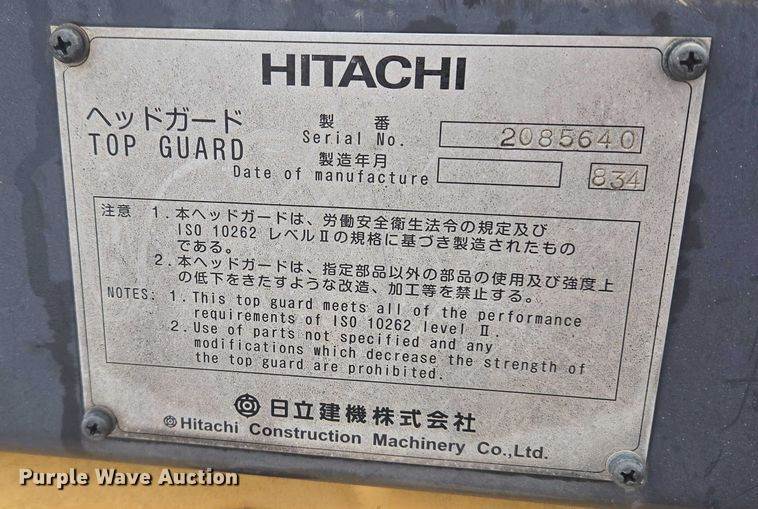 HITACHI
ヘッドガード
TOP GUARD
製 番
Serial No.
2085640
製造年月
Date of manufacture
834
注意 1.本ヘッドガードは、労働安全衛生法令の規定及び
ISO 10262 レベルⅡの規格に基づき製造されたもの
である。
2.本ヘッドガードは、指定部品以外の部品の使用及び強度上
の低下をきたすような改造、加工等を禁止する。
NOTES: 1.This top guard meets all of the performance
requirements of ISO 10262 level Ⅱ.
2.Use of parts not specified and any
modifications which decrease the strength of
the top guard are prohibited.
日立建機株式会社
Hitachi Construction Machinery Co.,Ltd.
Purple Wave Auction